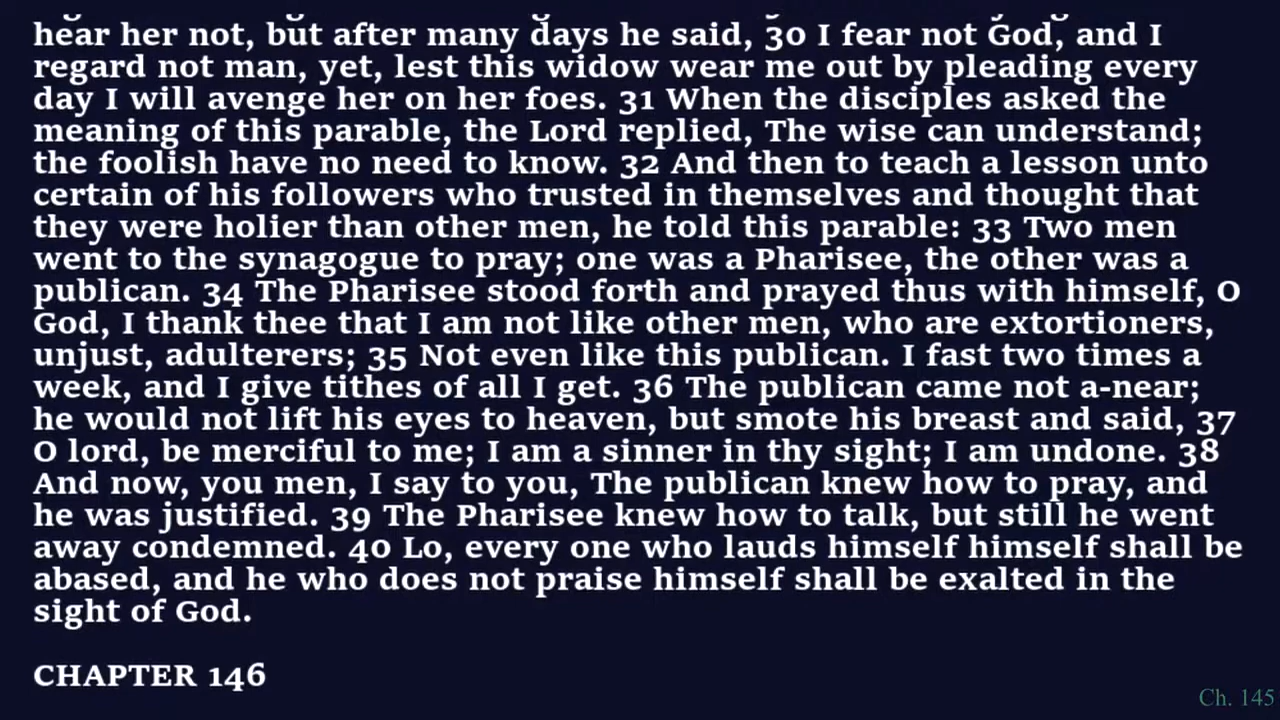 hear her not, but after many days he said, 30 I fear not God, and I
regard not man, yet, lest this widow wear me out by pleading every
day I will avenge her on her foes. 31 When the disciples asked the
meaning of this parable, the Lord replied, The wise can understand;
the foolish have no need to know. 32 And then to teach a lesson unto
certain of his followers who trusted in themselves and thought that
they were holier than other men, he told this parable: 33 Two men
went to the synagogue to pray; one was a Pharisee, the other was a
publican. 34 The Pharisee stood forth and prayed thus with himself, O
God, I thank thee that I am not like other men, who are extortioners,
unjust, adulterers; 35 Not even like this publican. I fast two times a
week, and I give tithes of all I get. 36 The publican came not a-near;
he would not lift his eyes to heaven, but smote his breast and said, 37
O lord, be merciful to me; I am a sinner in thy sight; I am undone. 38
And now, you men, I say to you, The publican knew how to pray, and
he was justified. 39 The Pharisee knew how to talk, but still he went
away condemned. 40 Lo, every one who lauds himself himself shall be
abased, and he who does not praise himself shall be exalted in the
sight of God.
CHAPTER 146
Ch. 145